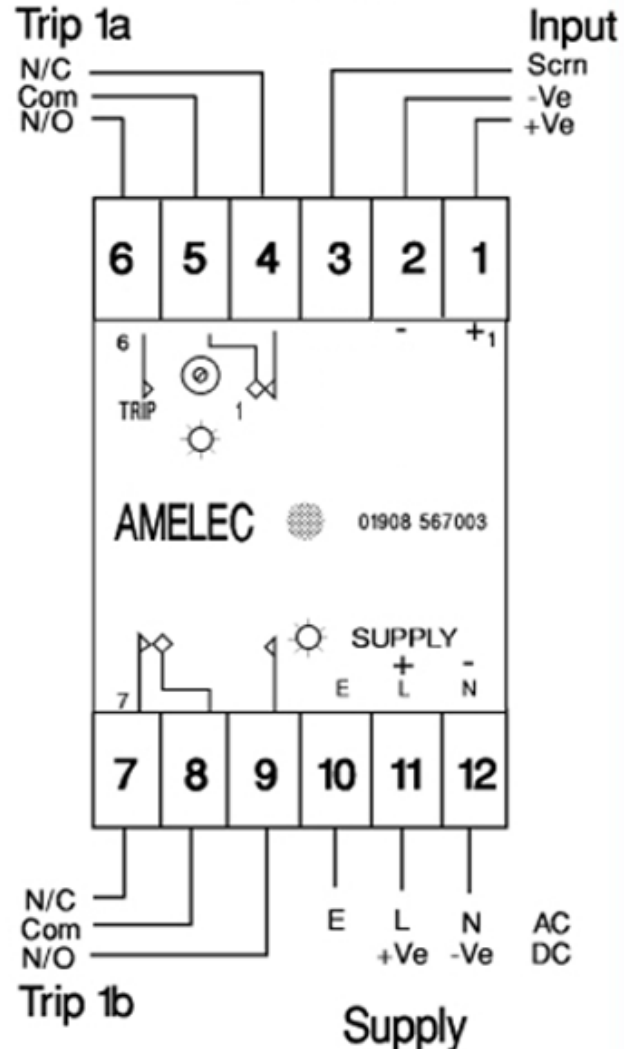 Trip 1a
Input
N/C
Scrn
Com
-Ve
N/O
+Ve
6 5 4 3 2 1
6 - +1
TRIP 1
AMELEC 01908 567003
SUPPLY
+ -
7 E L N
7 8 9 10 11 12
N/C
Com
N/O
E L N AC
+Ve -Ve DC
Trip 1b
Supply